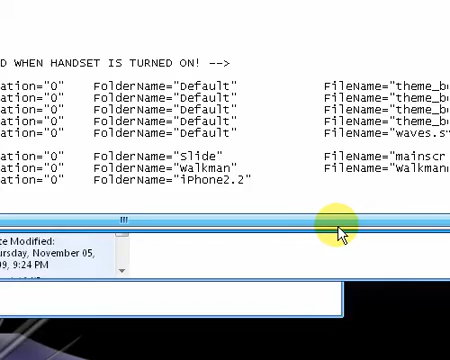 D WHEN HANDSET IS TURNED ON! -->
ation="0" FolderName="Default" FileName="theme_b
ation="0" FolderName="Default" FileName="theme_b
ation="0" FolderName="Default" FileName="theme_b
ation="0" FolderName="Default" FileName="theme_b
ation="0" FolderName="Default" FileName="waves.s
ation="0" FolderName="Slide" FileName="mainscr
ation="0" FolderName="Walkman" FileName="Walkman
ation="0" FolderName="iPhone2.2"
te Modified:
ursday, November 05,
09, 9:24 PM